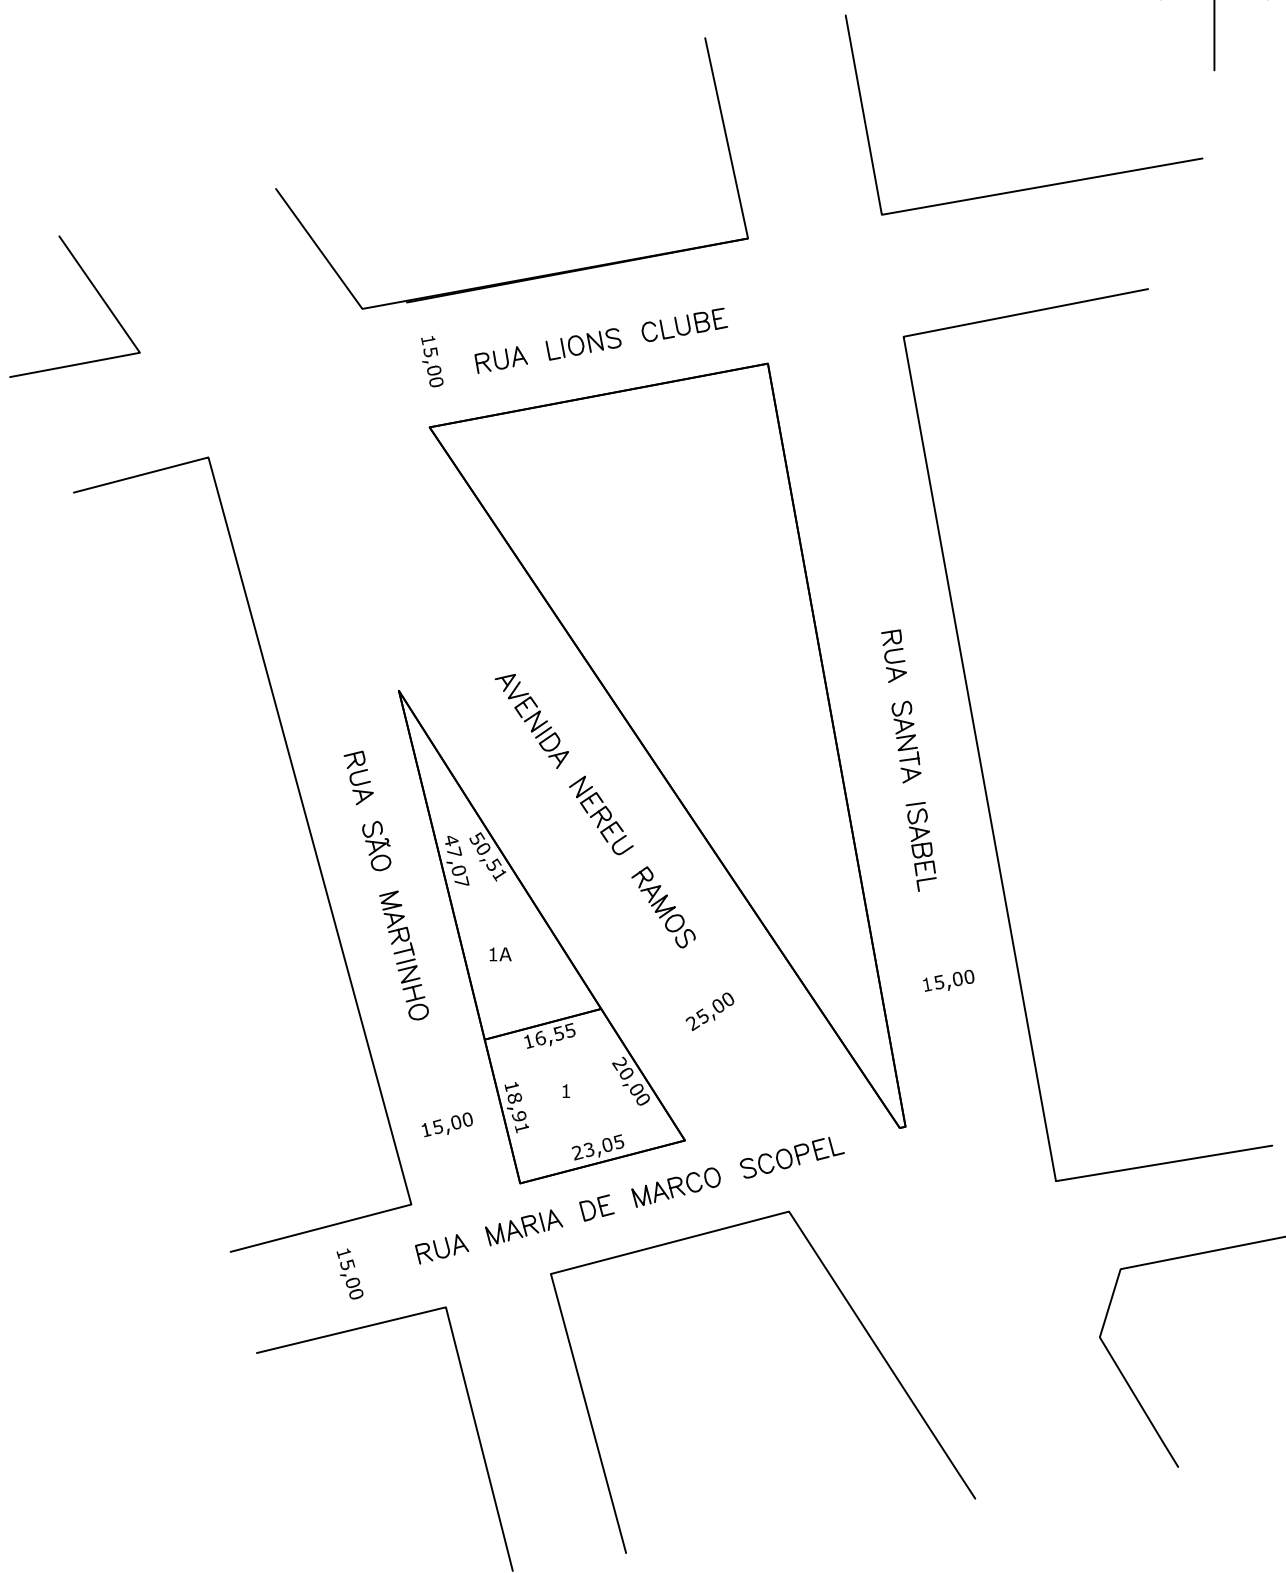 15,00
RUA LIONS CLUBE
RUA SANTA ISABEL
AVENIDA NEREU RAMOS
RUA SÃO MARTINHO
50,51
47,07
1A
15,00
25,00
16,55
20,00
1
18,91
15,00
23,05
RUA MARIA DE MARCO SCOPEL
15,00